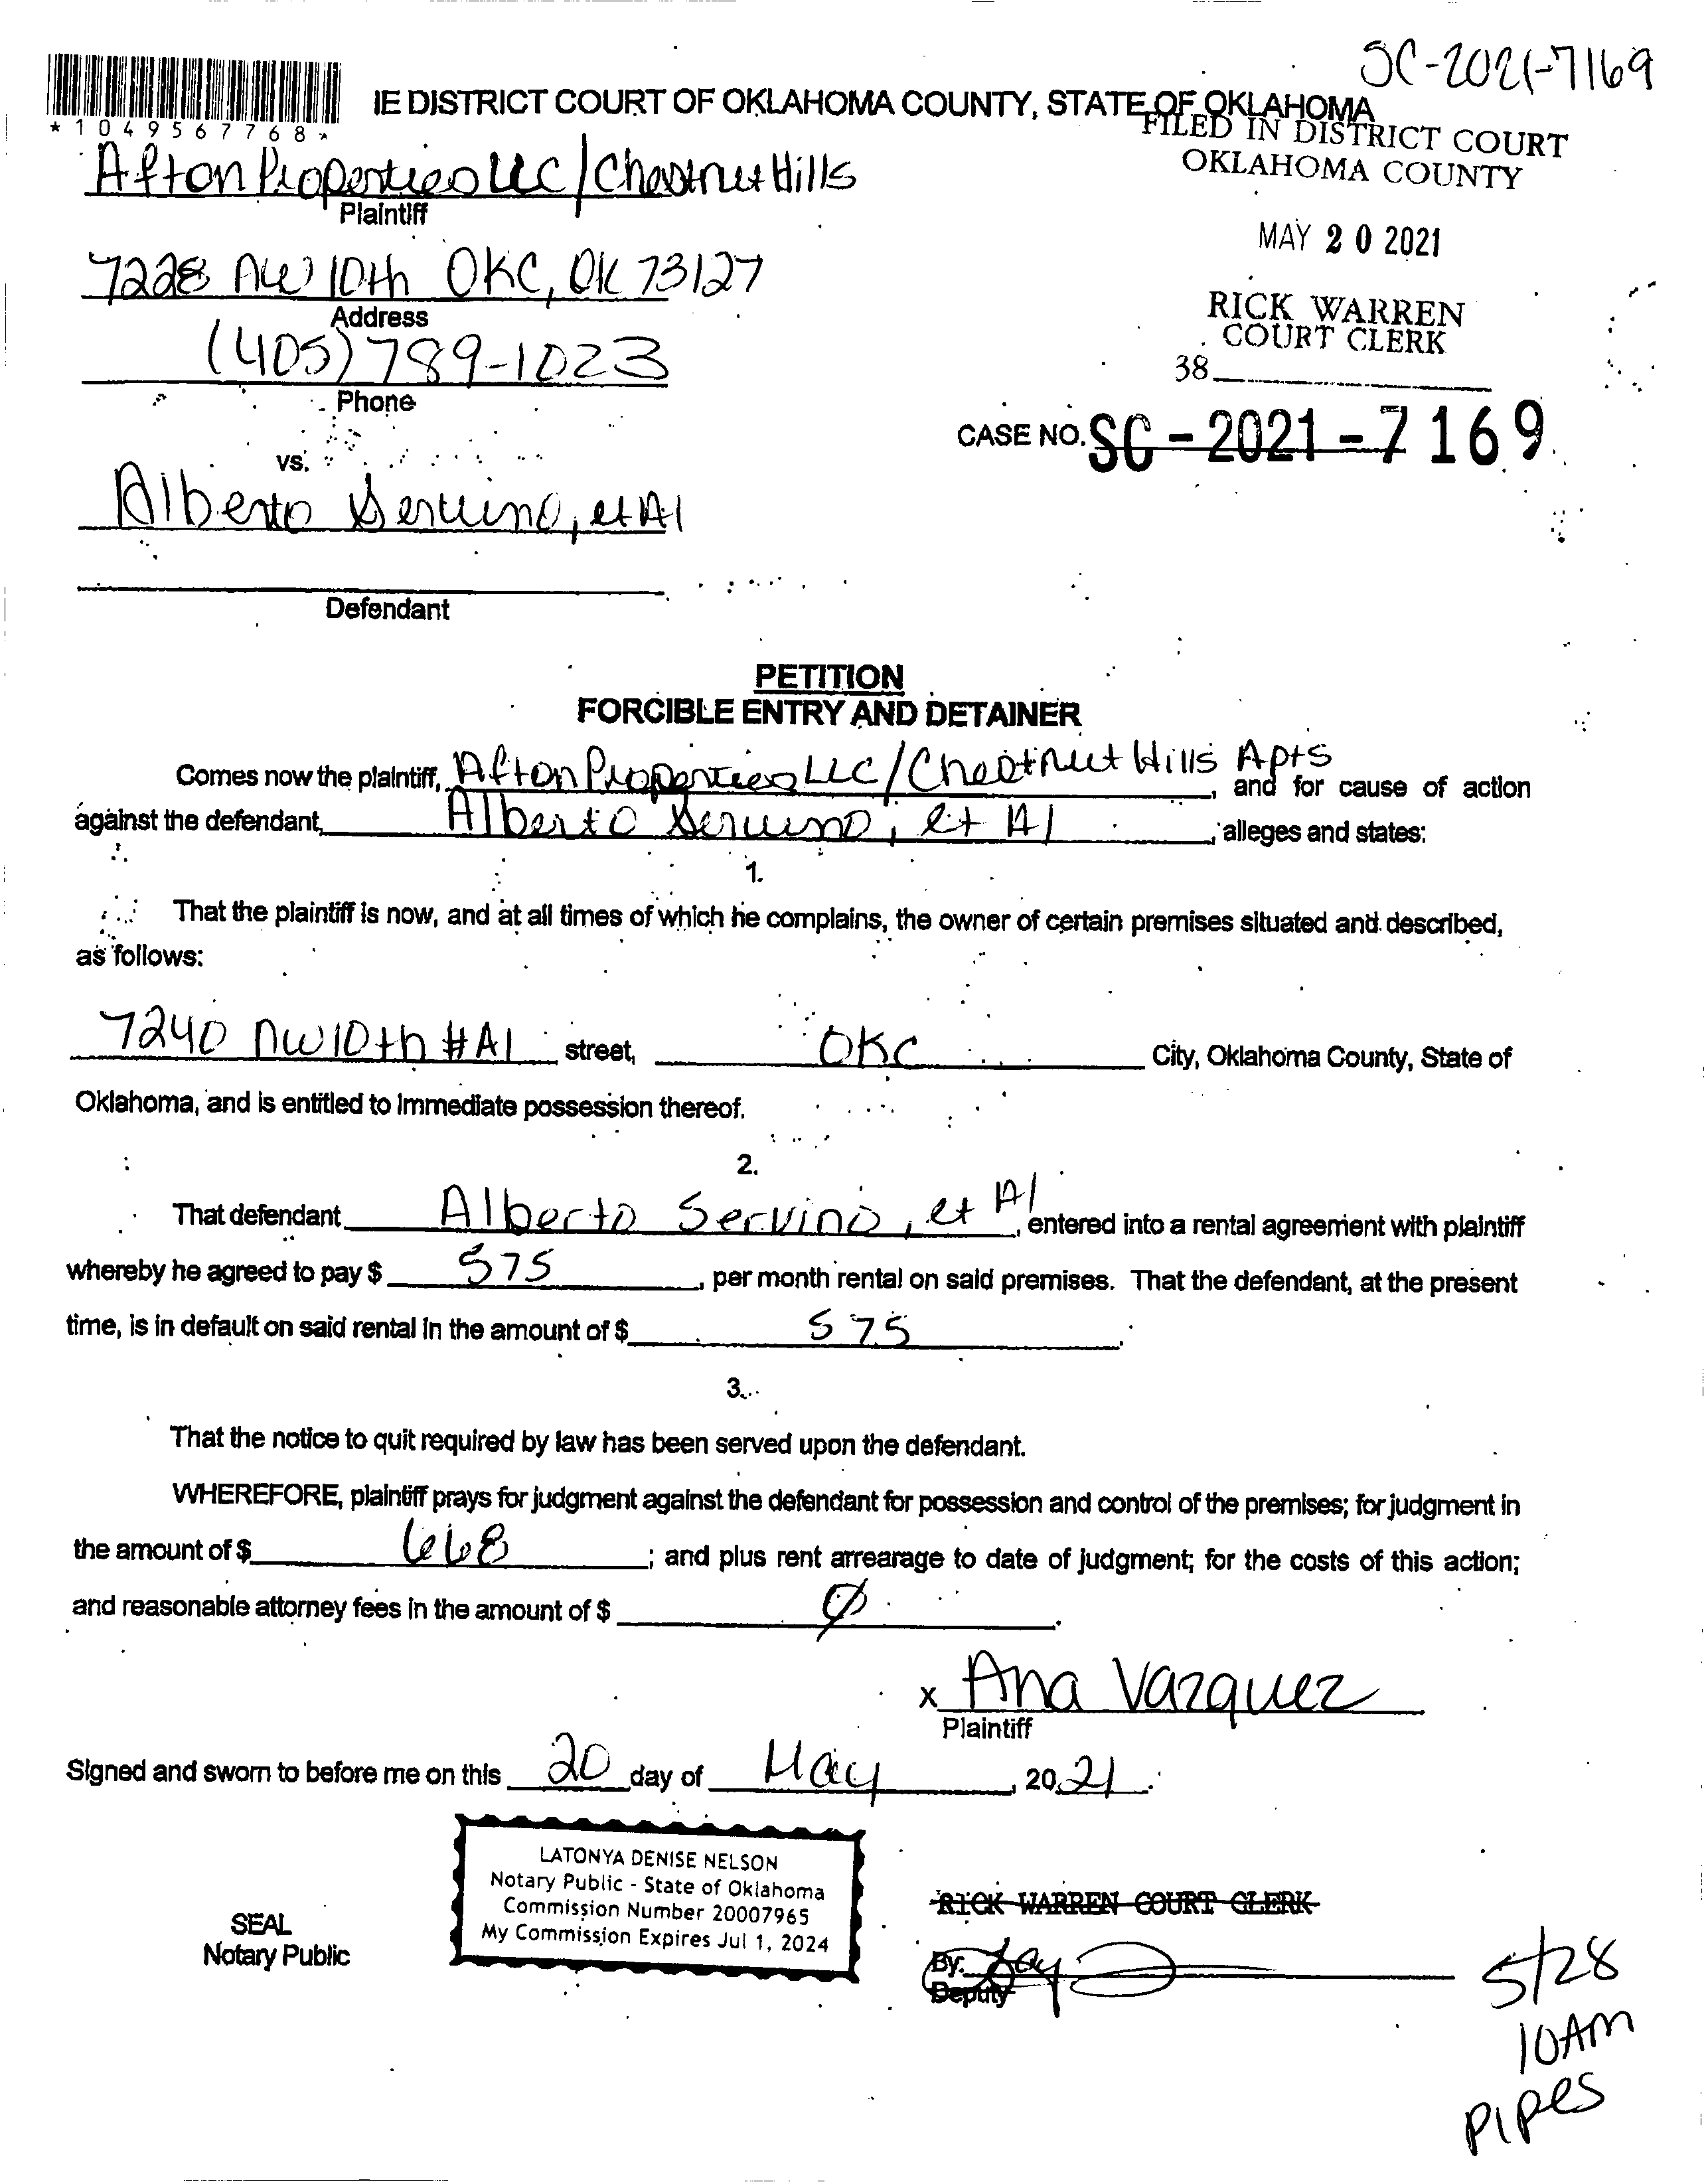 SC-2021-7169
IE DISTRICT COURT OF OKLAHOMA COUNTY, STATE OF OKLAHOMA
*1049567768*
FILED IN DISTRICT COURT
OKLAHOMA COUNTY
Afton Properties LLC/Chestnut Hills
Plaintiff
MAY 20 2021
7228 NW 10th OKC, OK 73127
Address
RICK WARREN
COURT CLERK
(405) 789-1023
38
Phone
CASE NO. SC-2021-7169
vs.
Alberto Servino, et Al
Defendant
PETITION
FORCIBLE ENTRY AND DETAINER
Comes now the plaintiff, Afton Properties LLC/Chestnut Hills Apts, and for cause of action
against the defendant, Alberto Servino, et Al, alleges and states:
1.
That the plaintiff is now, and at all times of which he complains, the owner of certain premises situated and described,
as follows:
7240 NW 10th #A1 street, OKC City, Oklahoma County, State of
Oklahoma, and is entitled to immediate possession thereof.
2.
That defendant Alberto Servino, et Al, entered into a rental agreement with plaintiff
whereby he agreed to pay $ 575, per month rental on said premises. That the defendant, at the present
time, is in default on said rental in the amount of $ 575.
3.
That the notice to quit required by law has been served upon the defendant.
WHEREFORE, plaintiff prays for judgment against the defendant for possession and control of the premises; for judgment in
the amount of $ 668; and plus rent arrearage to date of judgment; for the costs of this action;
and reasonable attorney fees in the amount of $ Ø.
x Ana Vazquez
Plaintiff
Signed and sworn to before me on this 20 day of May, 2021.
LATONYA DENISE NELSON
Notary Public - State of Oklahoma
Commission Number 20007965
My Commission Expires Jul 1, 2024
SEAL
Notary Public
RICK WARREN COURT CLERK
By:
Deputy
5/28
10AM
Pipes